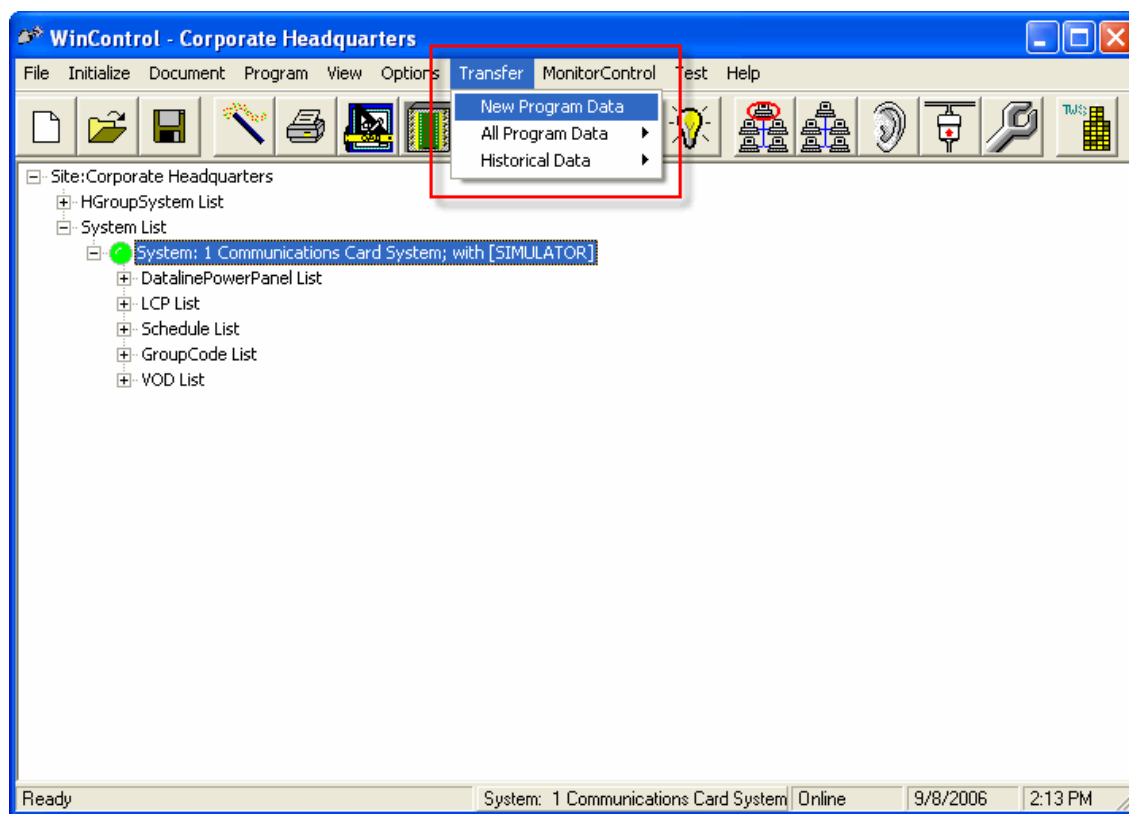 WinControl - Corporate Headquarters
File Initialize Document Program View Options Transfer MonitorControl Test Help
New Program Data
All Program Data
Historical Data
TWS
Site:Corporate Headquarters
HGroupSystem List
System List
System: 1 Communications Card System; with [SIMULATOR]
DatalinePowerPanel List
LCP List
Schedule List
GroupCode List
VOD List
Ready System: 1 Communications Card System Online 9/8/2006 2:13 PM